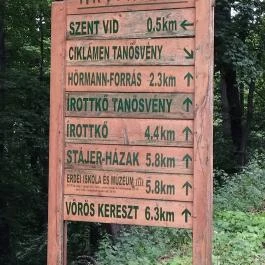 SZENT VID 0.5km ←
CIKLÁMEN TANÖSVÉNY ↘
HÖRMANN-FORRÁS 2.3km ↑
ÍROTTKŐ TANÖSVÉNY ↑
ÍROTTKŐ 4.4km ↑
STÁJER-HÁZAK 5.8km ↑
ERDEI ISKOLA ÉS MÚZEUM 5.8km ↑
VÖRÖS KERESZT 6.3km ↑